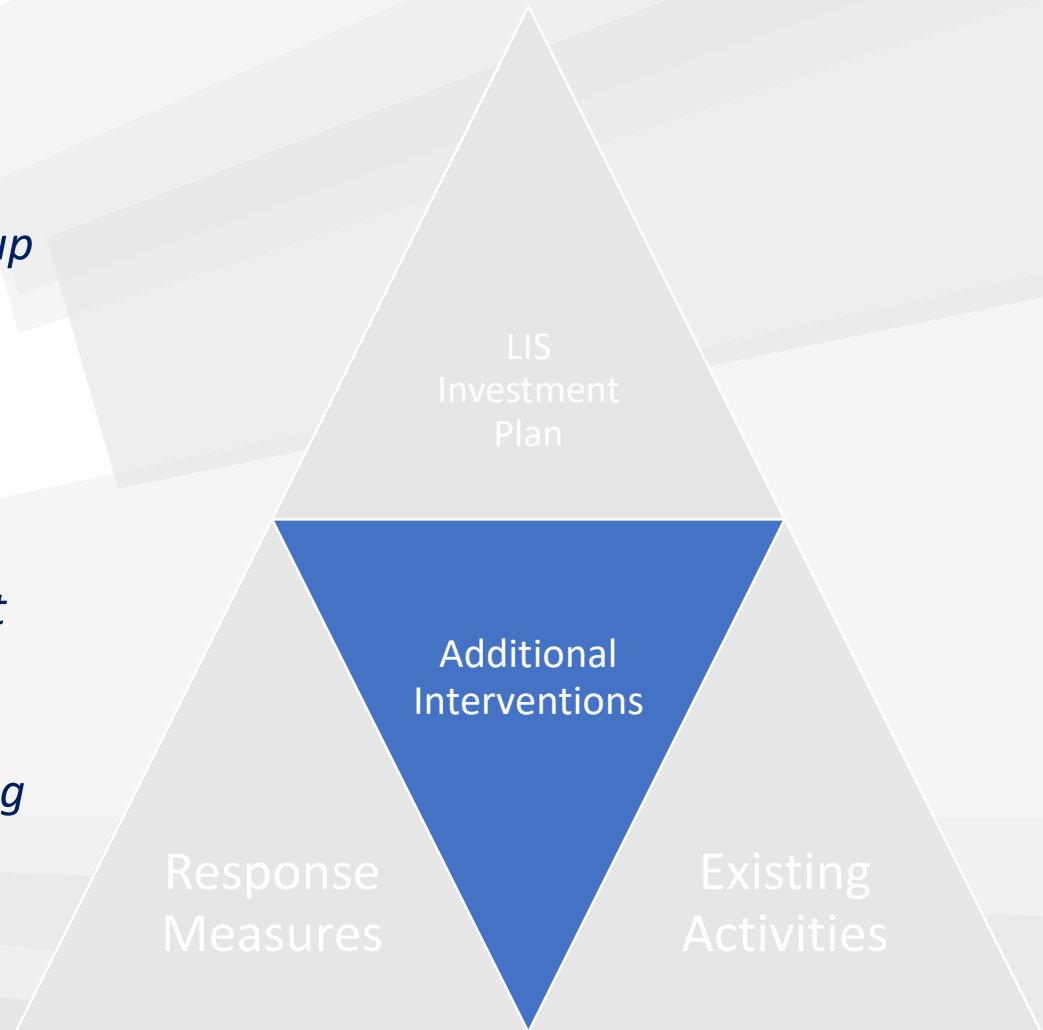 LIS
Investment
Plan
Additional
Interventions
Response
Measures
Existing
Activities